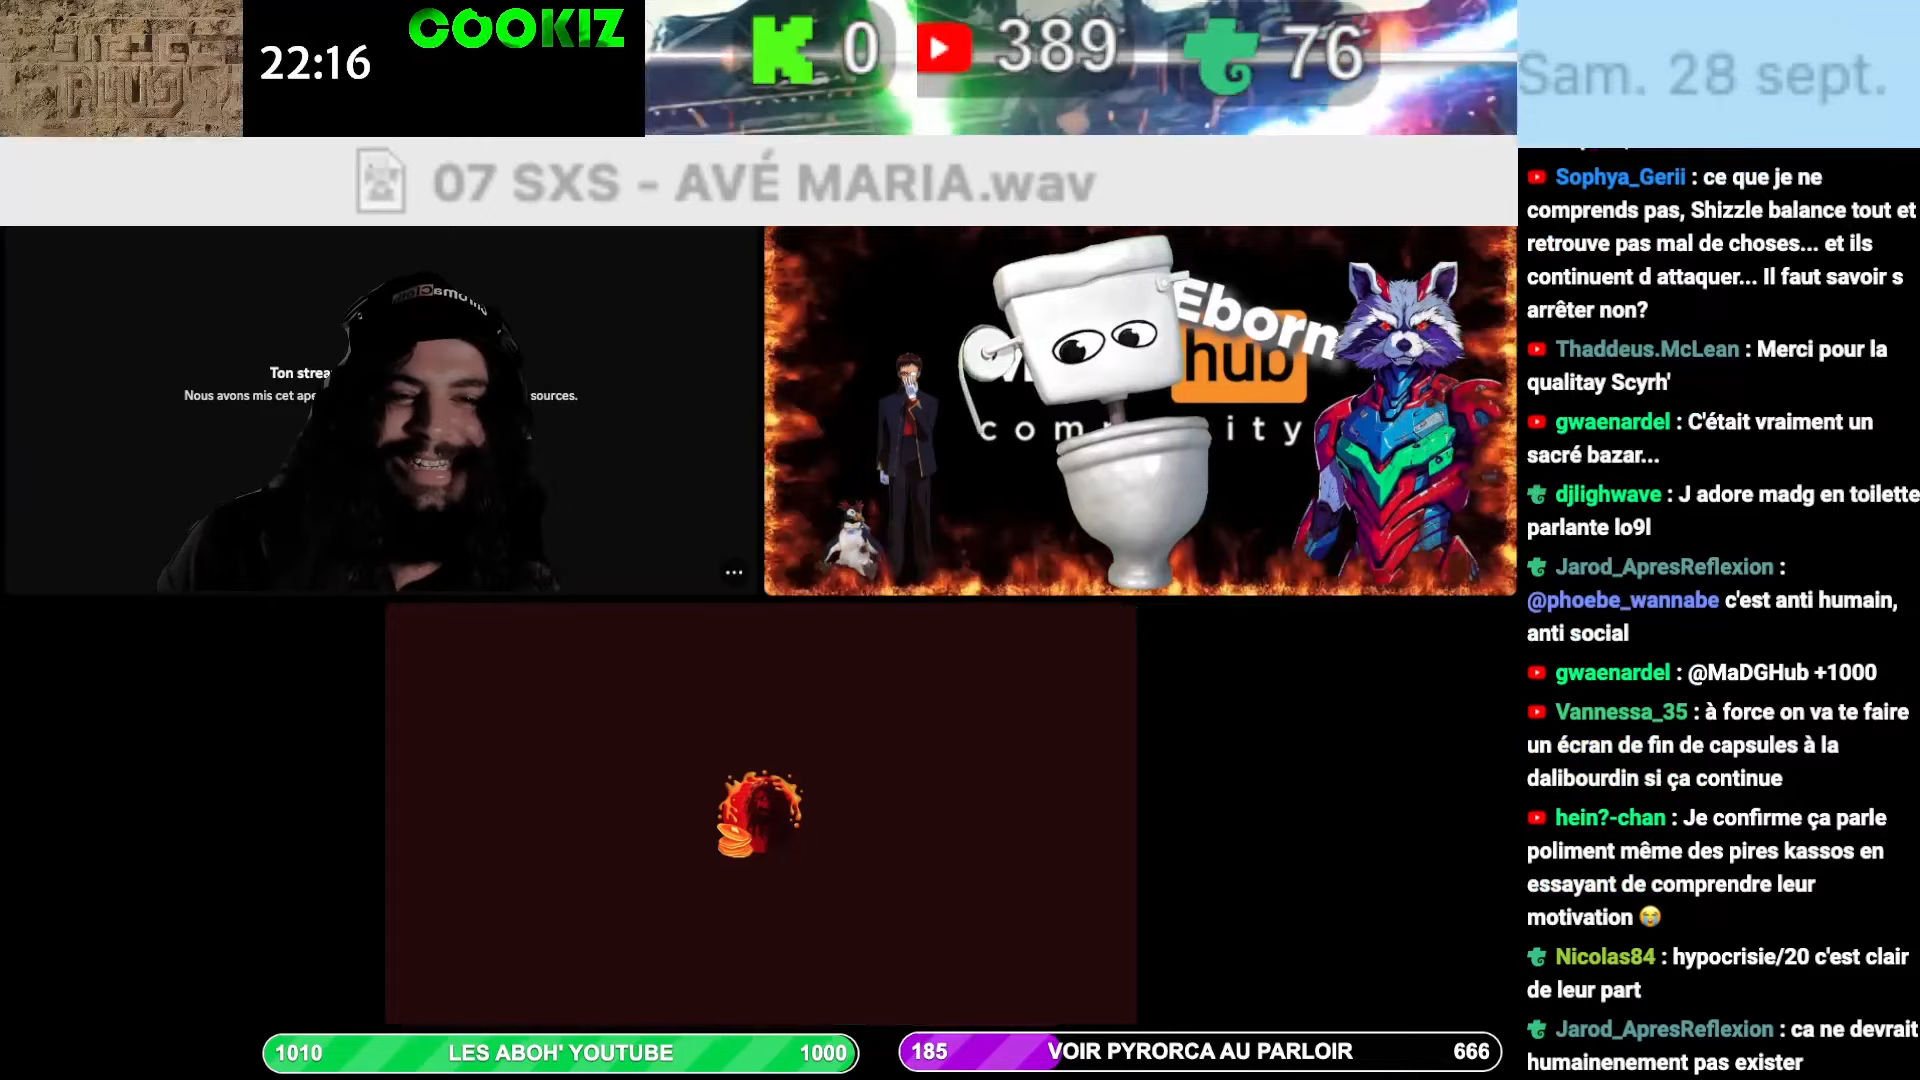 22:16
COOKIZ
0
389
76
Sam. 28 sept.
07 SXS - AVÉ MARIA.wav
Ton strea
Nous avons mis cet ape
sources.
Eborn
hub
com
ity
Sophya_Gerii : ce que je ne
comprends pas, Shizzle balance tout et
retrouve pas mal de choses... et ils
continuent d attaquer... Il faut savoir s
arrêter non?
Thaddeus.McLean : Merci pour la
qualitay Scyrh'
gwaenardel : C'était vraiment un
sacré bazar...
djlighwave : J adore madg en toilette
parlante lo9l
Jarod_ApresReflexion :
@phoebe_wannabe c'est anti humain,
anti social
gwaenardel : @MaDGHub +1000
Vannessa_35 : à force on va te faire
un écran de fin de capsules à la
dalibourdin si ça continue
hein?-chan : Je confirme ça parle
poliment même des pires kassos en
essayant de comprendre leur
motivation 😭
Nicolas84 : hypocrisie/20 c'est clair
de leur part
Jarod_ApresReflexion : ca ne devrait
humainenement pas exister
1010 LES ABOH' YOUTUBE 1000
185 VOIR PYRORCA AU PARLOIR 666